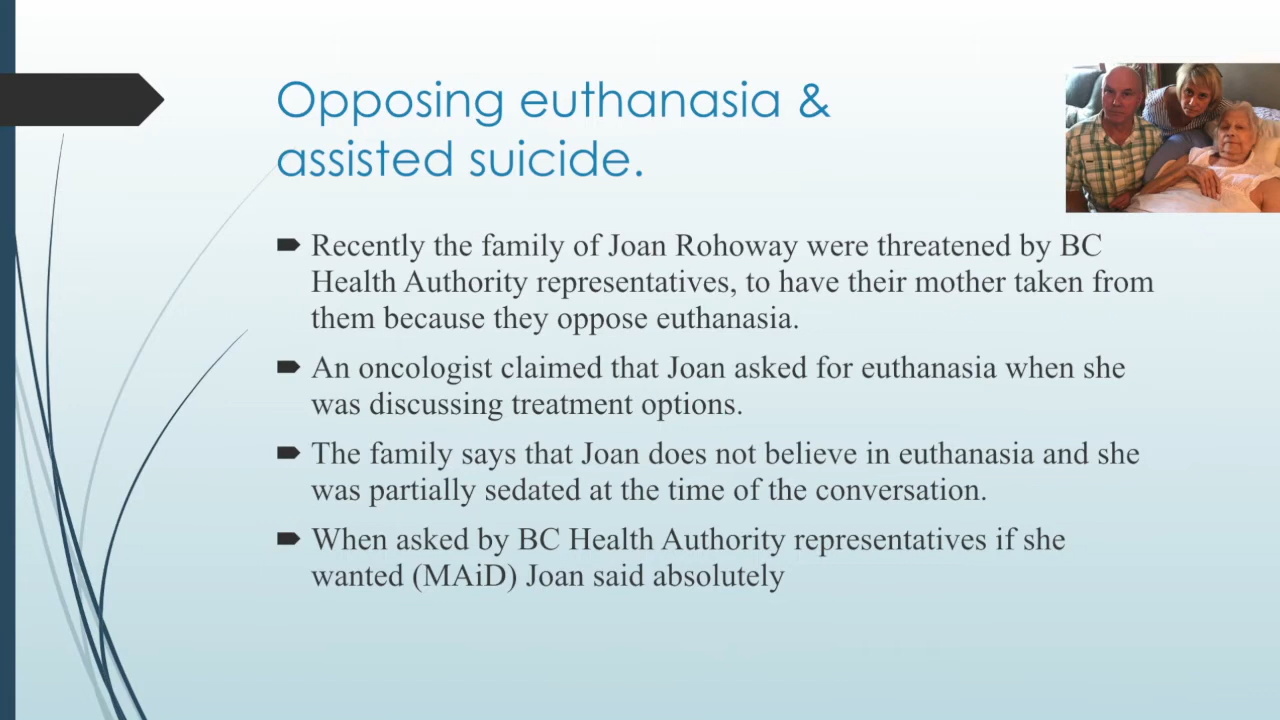 Opposing euthanasia &
assisted suicide.
Recently the family of Joan Rohoway were threatened by BC
Health Authority representatives, to have their mother taken from
them because they oppose euthanasia.
An oncologist claimed that Joan asked for euthanasia when she
was discussing treatment options.
The family says that Joan does not believe in euthanasia and she
was partially sedated at the time of the conversation.
When asked by BC Health Authority representatives if she
wanted (MAiD) Joan said absolutely